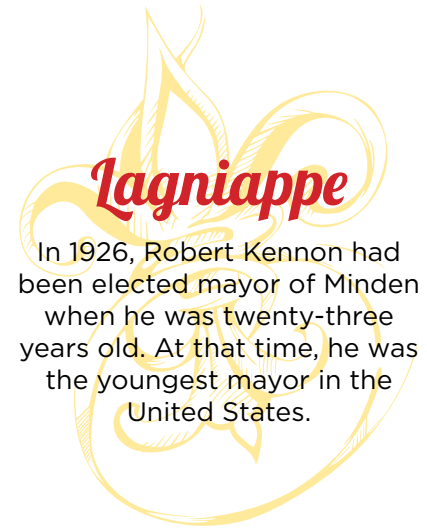 Lagniappe
In 1926, Robert Kennon had
been elected mayor of Minden
when he was twenty-three
years old. At that time, he was
the youngest mayor in the
United States.